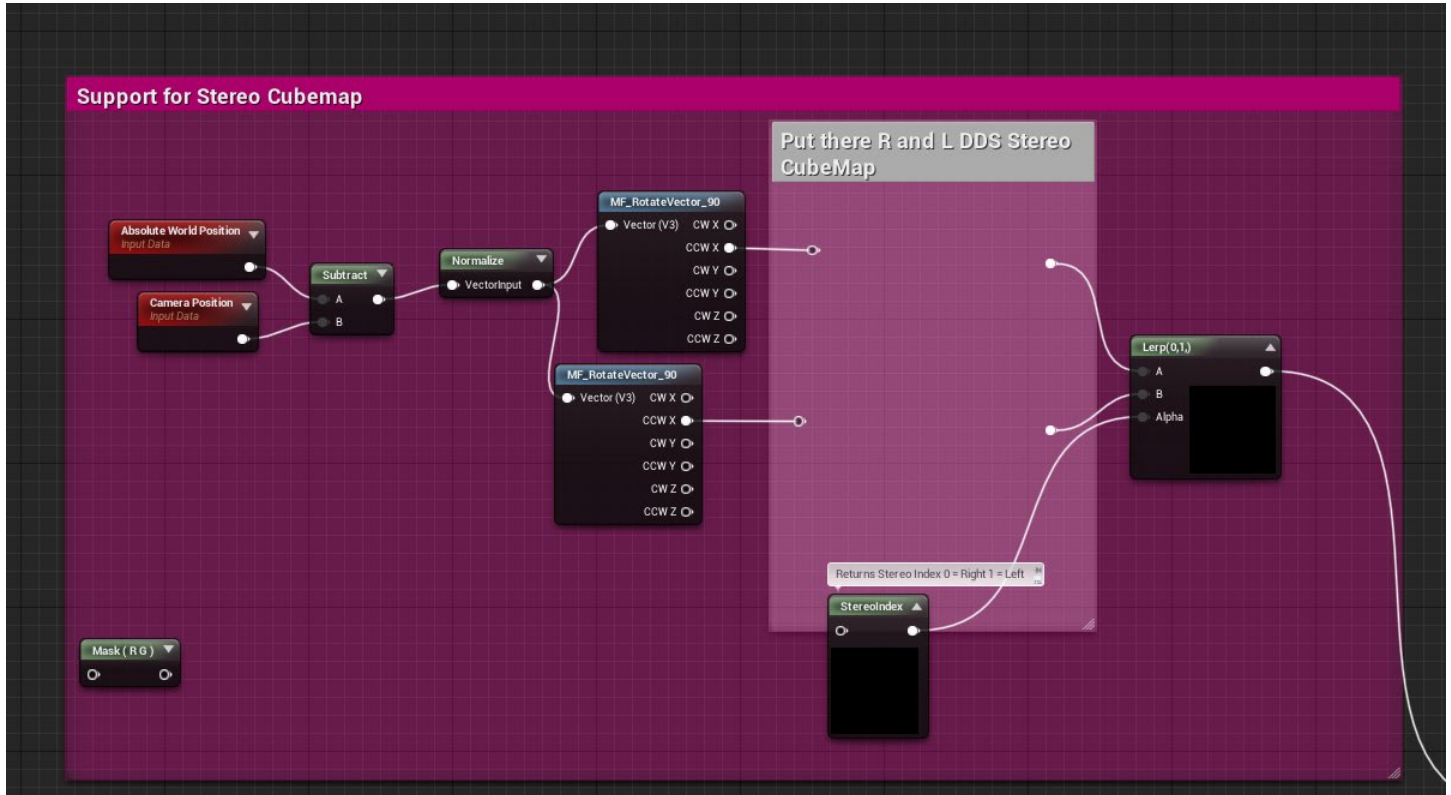 Support for Stereo Cubemap
Put there R and L DDS Stereo
CubeMap
MF_RotateVector_90
Vector (V3) CW X
CCW X
CW Y
CCW Y
CW Z
CCW Z
Absolute World Position
Input Data
Camera Position
Input Data
Subtract
A
B
Normalize
VectorInput
MF_RotateVector_90
Vector (V3) CW X
CCW X
CW Y
CCW Y
CW Z
CCW Z
Lerp(0,1,)
A
B
Alpha
Returns Stereo Index 0 = Right 1 = Left
StereoIndex
Mask ( R G )